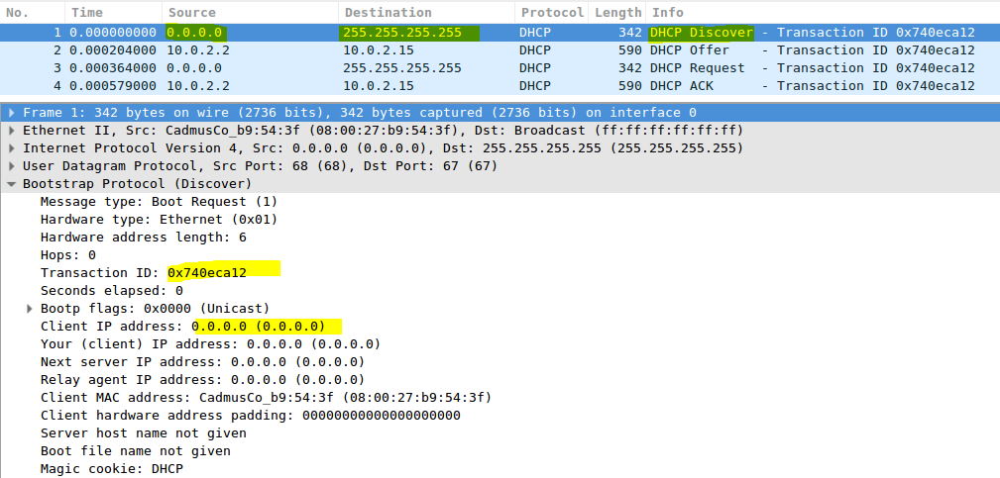 No. Time Source Destination Protocol Length Info
1 0.000000000 0.0.0.0 255.255.255.255 DHCP 342 DHCP Discover - Transaction ID 0x740eca12
2 0.000204000 10.0.2.2 10.0.2.15 DHCP 590 DHCP Offer - Transaction ID 0x740eca12
3 0.000364000 0.0.0.0 255.255.255.255 DHCP 342 DHCP Request - Transaction ID 0x740eca12
4 0.000579000 10.0.2.2 10.0.2.15 DHCP 590 DHCP ACK - Transaction ID 0x740eca12
Frame 1: 342 bytes on wire (2736 bits), 342 bytes captured (2736 bits) on interface 0
Ethernet II, Src: CadmusCo_b9:54:3f (08:00:27:b9:54:3f), Dst: Broadcast (ff:ff:ff:ff:ff:ff)
Internet Protocol Version 4, Src: 0.0.0.0 (0.0.0.0), Dst: 255.255.255.255 (255.255.255.255)
User Datagram Protocol, Src Port: 68 (68), Dst Port: 67 (67)
Bootstrap Protocol (Discover)
Message type: Boot Request (1)
Hardware type: Ethernet (0x01)
Hardware address length: 6
Hops: 0
Transaction ID: 0x740eca12
Seconds elapsed: 0
Bootp flags: 0x0000 (Unicast)
Client IP address: 0.0.0.0 (0.0.0.0)
Your (client) IP address: 0.0.0.0 (0.0.0.0)
Next server IP address: 0.0.0.0 (0.0.0.0)
Relay agent IP address: 0.0.0.0 (0.0.0.0)
Client MAC address: CadmusCo_b9:54:3f (08:00:27:b9:54:3f)
Client hardware address padding: 00000000000000000000
Server host name not given
Boot file name not given
Magic cookie: DHCP